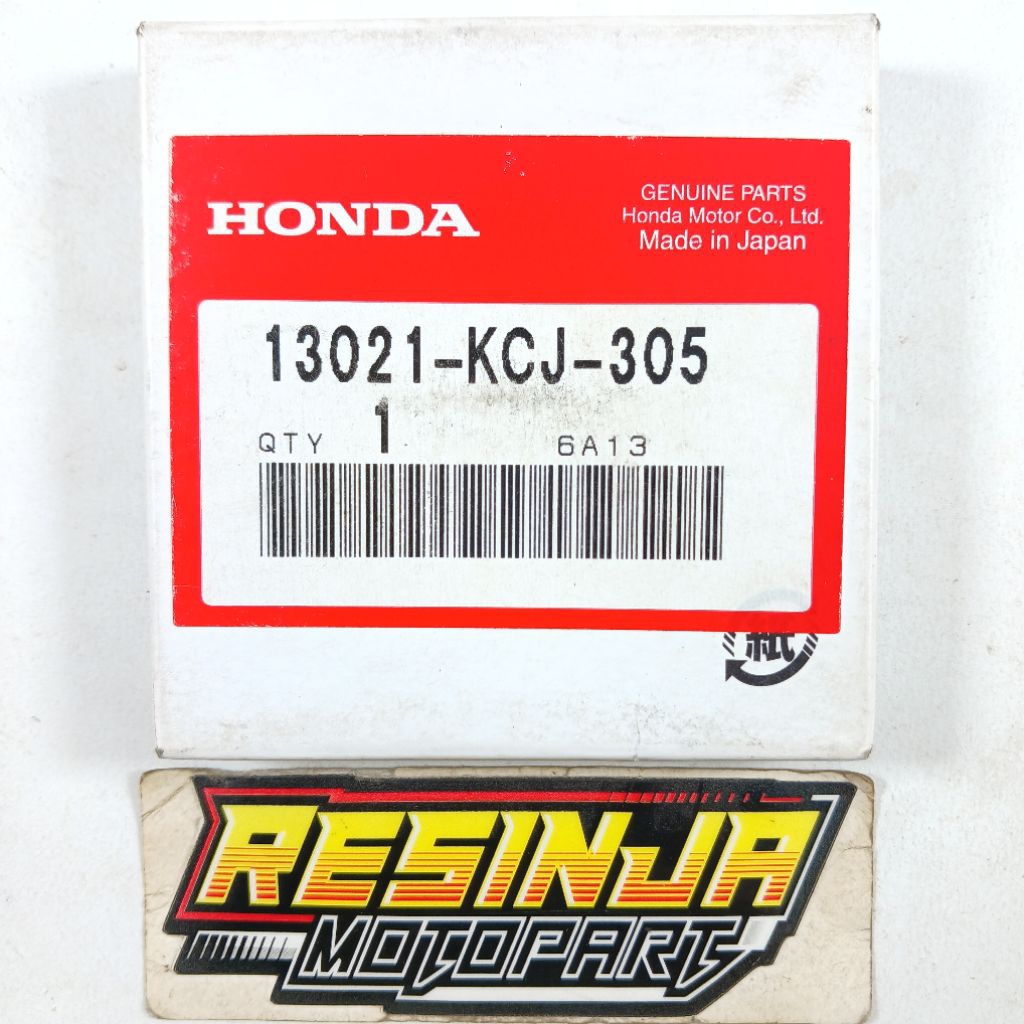 HONDA
GENUINE PARTS
Honda Motor Co., Ltd.
Made in Japan
13021-KCJ-305
QTY 1 6A13
紙
RESINJA
MOTOPART